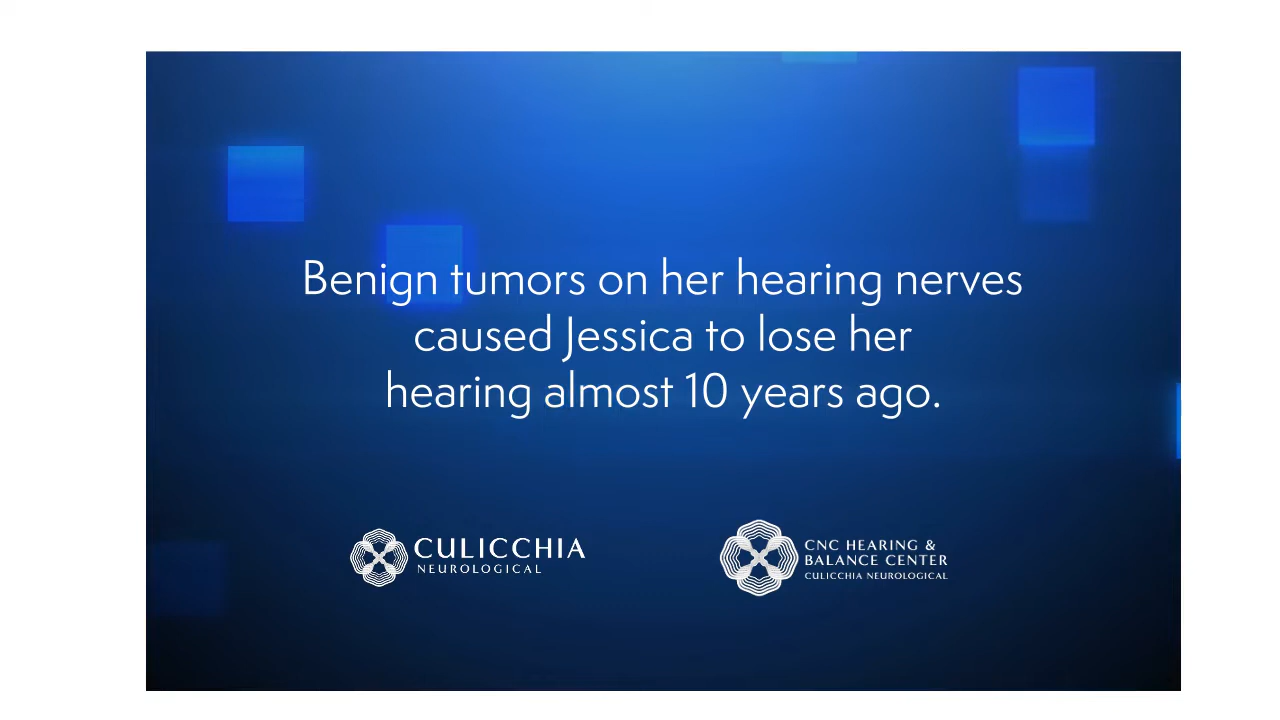 Benign tumors on her hearing nerves
caused Jessica to lose her
hearing almost 10 years ago.
CULICCHIA
NEUROLOGICAL
CNC HEARING &
BALANCE CENTER
CULICCHIA NEUROLOGICAL